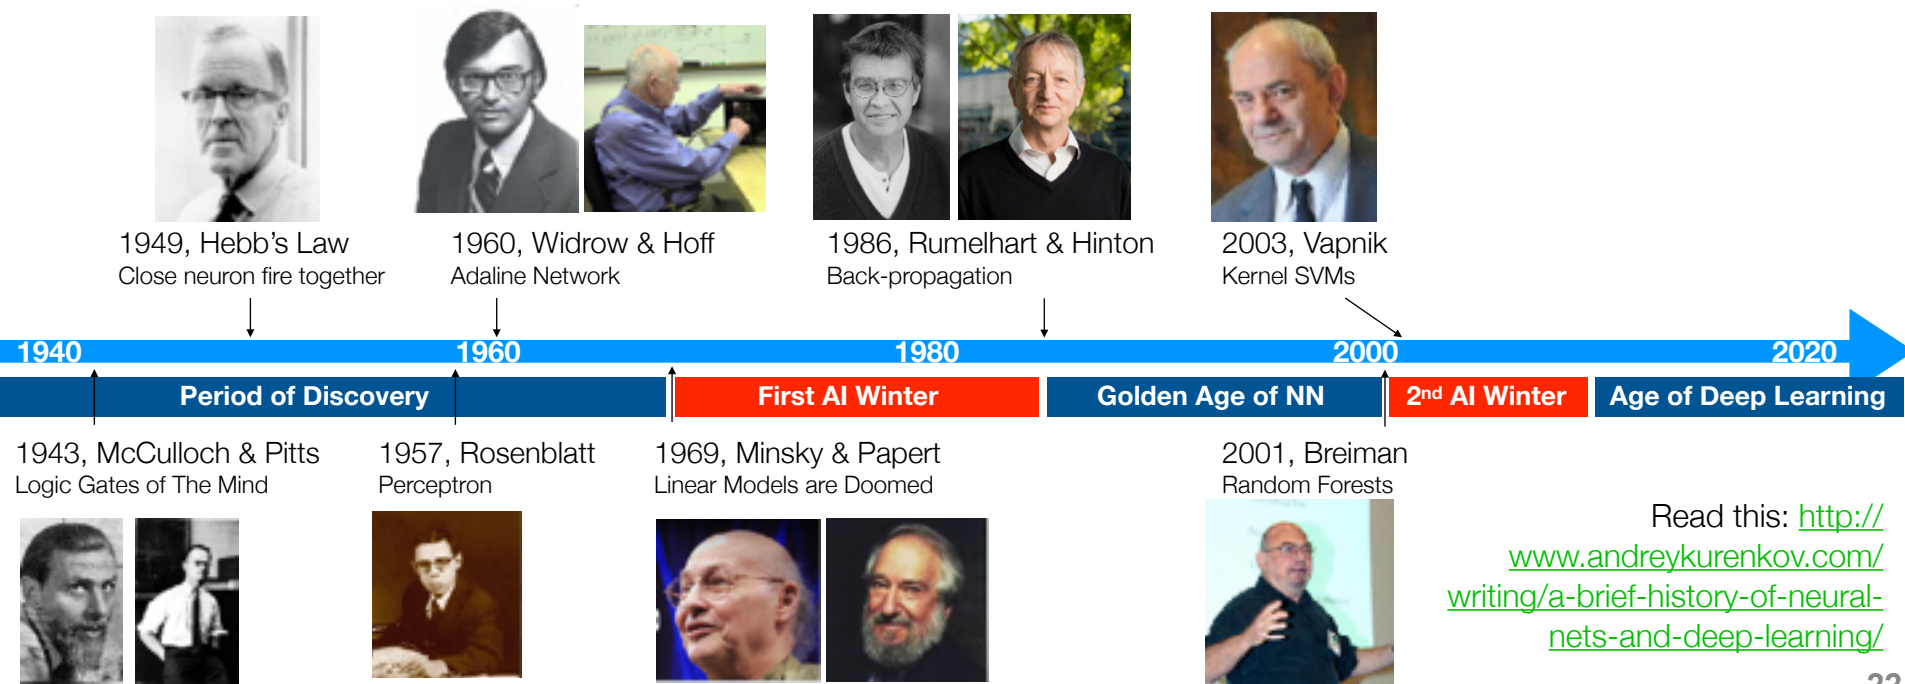 1949, Hebb's Law
Close neuron fire together
1960, Widrow & Hoff
Adaline Network
1986, Rumelhart & Hinton
Back-propagation
2003, Vapnik
Kernel SVMs
1940 1960 1980 2000 2020
Period of Discovery First AI Winter Golden Age of NN 2nd AI Winter Age of Deep Learning
1943, McCulloch & Pitts
Logic Gates of The Mind
1957, Rosenblatt
Perceptron
1969, Minsky & Papert
Linear Models are Doomed
2001, Breiman
Random Forests
Read this: http://
www.andreykurenkov.com/
writing/a-brief-history-of-neural-
nets-and-deep-learning/